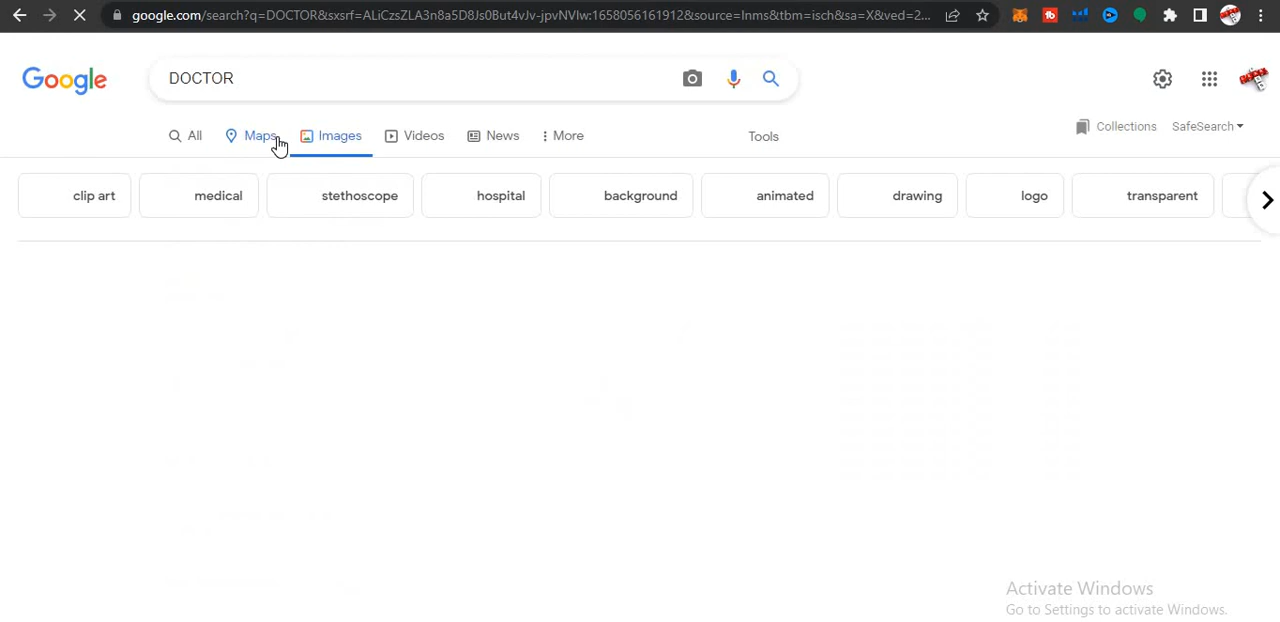 google.com/search?q=DOCTOR&sxsrf=ALiCzsZLA3n8a5D8Js0But4vJv-jpvNVIw:1658056161912&source=lnms&tbm=isch&sa=X&ved=2...
Google
DOCTOR
All
Maps
Images
Videos
News
More
Tools
Collections
SafeSearch
clip art
medical
stethoscope
hospital
background
animated
drawing
logo
transparent
Activate Windows
Go to Settings to activate Windows.